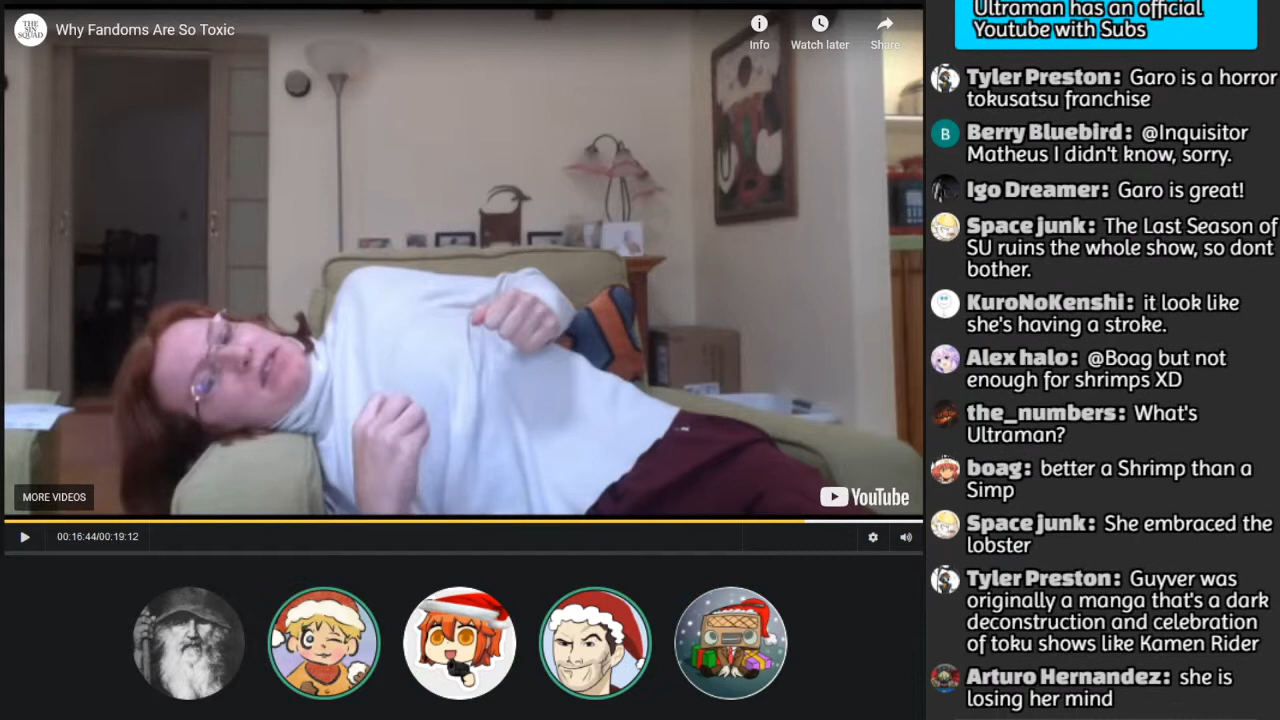 THE
SIN
SQUAD
Why Fandoms Are So Toxic
Info
Watch later
Share
MORE VIDEOS
YouTube
00:16:44/00:19:12
Ultraman has an official
Youtube with Subs
Tyler Preston: Garo is a horror
tokusatsu franchise
B
Berry Bluebird: @Inquisitor
Matheus I didn't know, sorry.
Igo Dreamer: Garo is great!
Space junk: The Last Season of
SU ruins the whole show, so dont
bother.
KuroNoKenshi: it look like
she's having a stroke.
Alex halo: @Boag but not
enough for shrimps XD
the_numbers: What's
Ultraman?
boag: better a Shrimp than a
Simp
Space junk: She embraced the
lobster
Tyler Preston: Guyver was
originally a manga that's a dark
deconstruction and celebration
of toku shows like Kamen Rider
Arturo Hernandez: she is
losing her mind